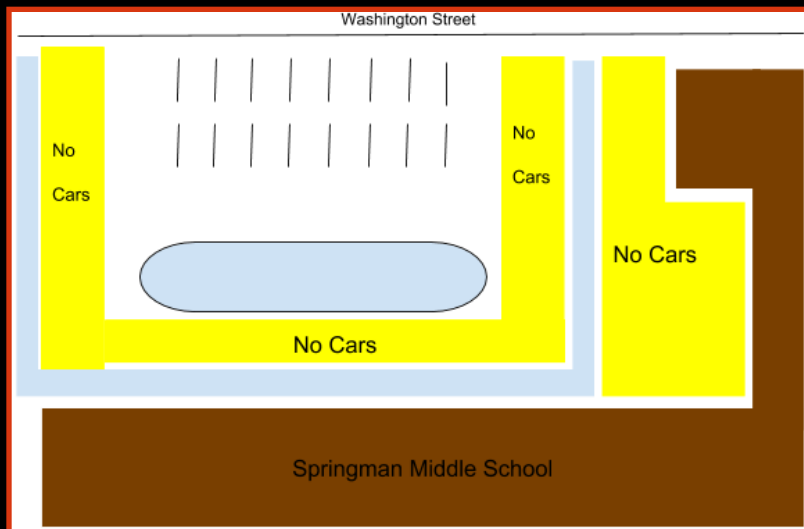 Washington Street
No
Cars
No
Cars
No Cars
No Cars
Springman Middle School